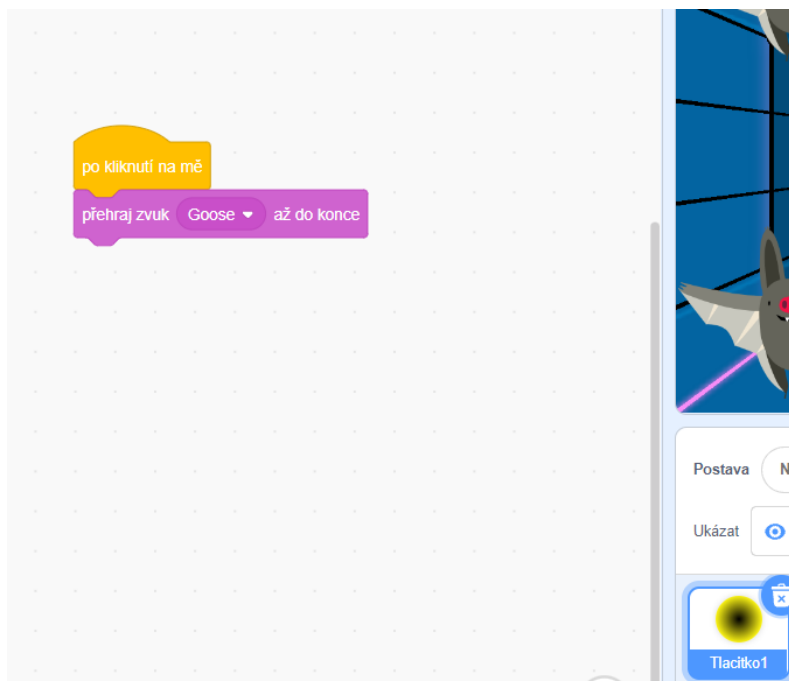 po kliknutí na mě
přehraj zvuk Goose až do konce
Postava N
Ukázat
Tlacitko1